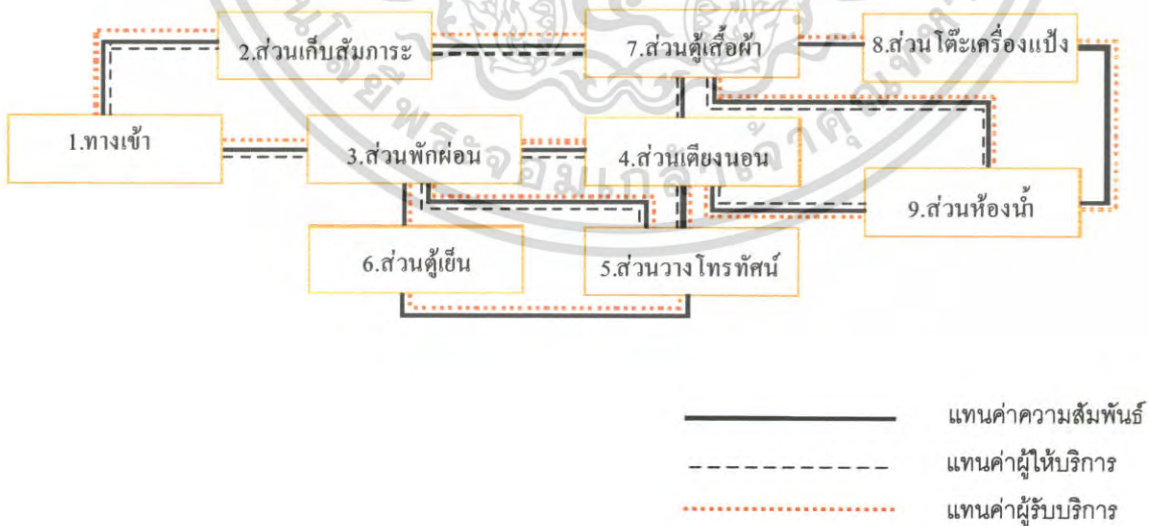 2.ส่วนเก็บสัมภาระ
7.ส่วนตู้เสื้อผ้า
8.ส่วนโต๊ะเครื่องแป้ง
1.ทางเข้า
3.ส่วนพักผ่อน
4.ส่วนเตียงนอน
9.ส่วนห้องน้ำ
6.ส่วนตู้เย็น
5.ส่วนวางโทรทัศน์
แทนค่าความสัมพันธ์
แทนค่าผู้ให้บริการ
แทนค่าผู้รับบริการ